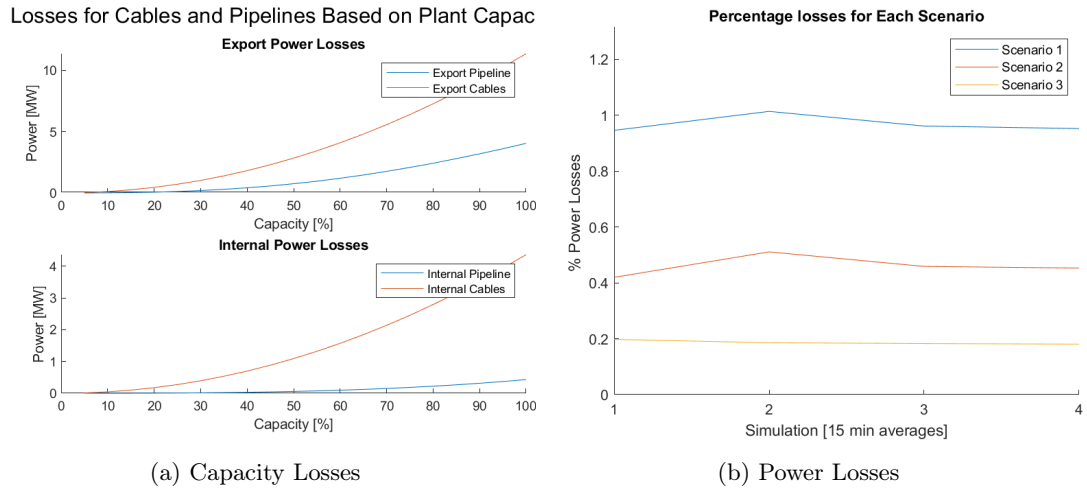 Losses for Cables and Pipelines Based on Plant Capac
Export Power Losses
Power [MW]
10
5
0
Export Pipeline
Export Cables
0 10 20 30 40 50 60 70 80 90 100
Capacity [%]
Internal Power Losses
Power [MW]
4
3
2
1
0
Internal Pipeline
Internal Cables
0 10 20 30 40 50 60 70 80 90 100
Capacity [%]
(a) Capacity Losses
Percentage losses for Each Scenario
% Power Losses
1.2
1
0.8
0.6
0.4
0.2
0
Scenario 1
Scenario 2
Scenario 3
1 2 3 4
Simulation [15 min averages]
(b) Power Losses